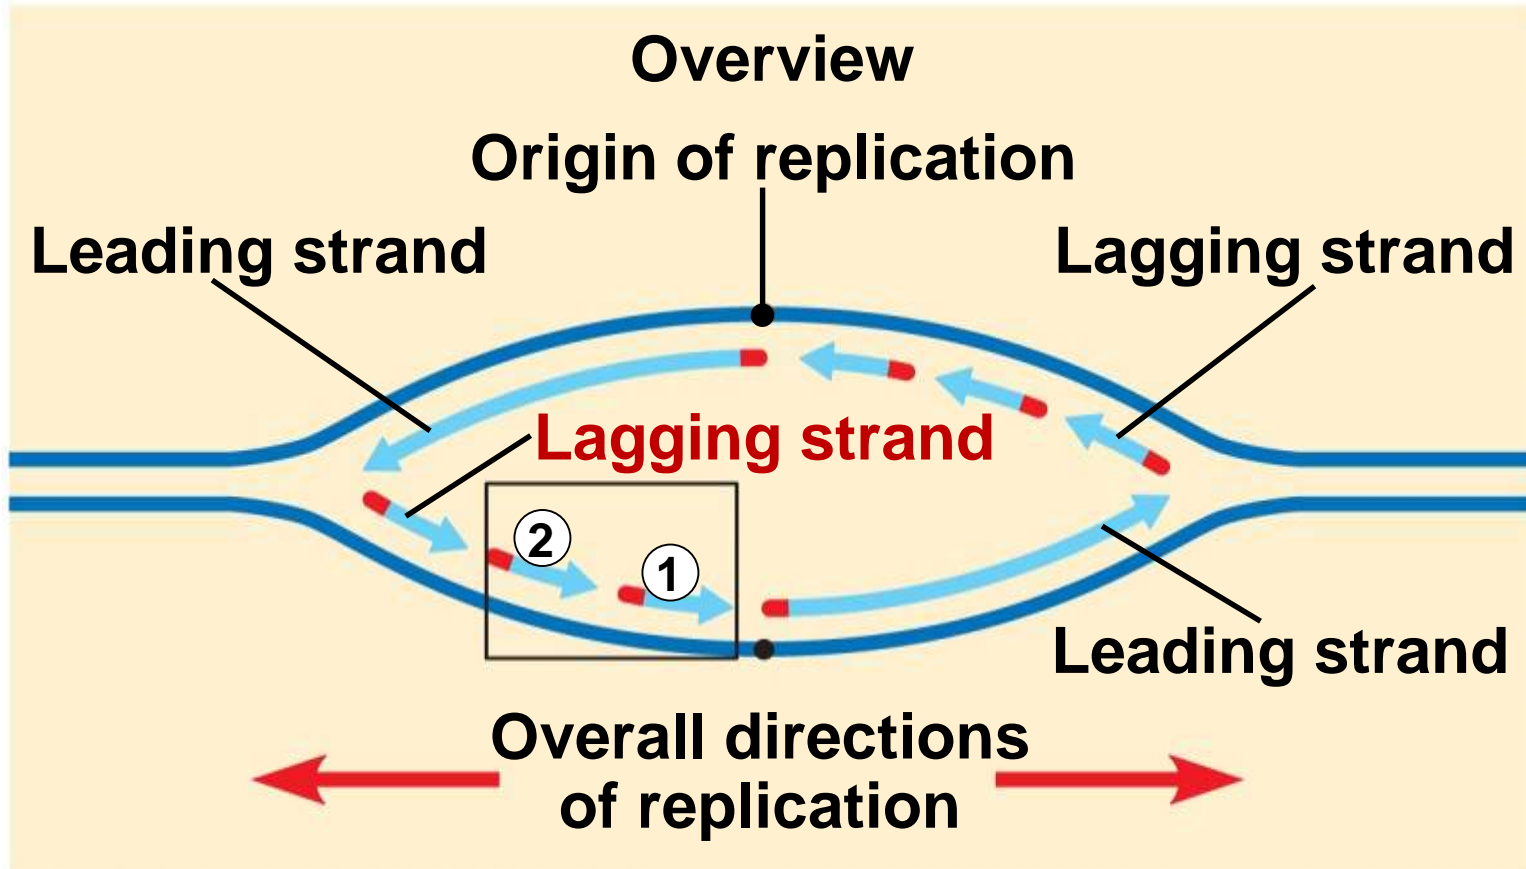 Overview
Origin of replication
Leading strand
Lagging strand
Lagging strand
2
1
Leading strand
Overall directions
of replication